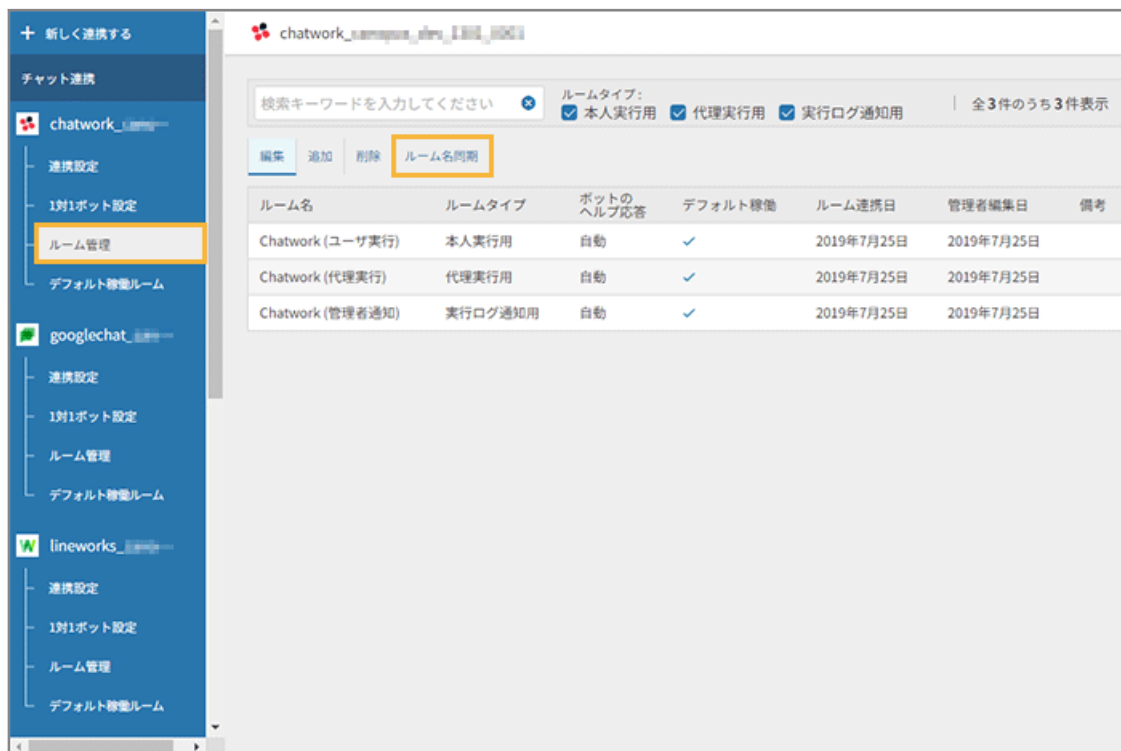 + 新しく連携する
チャット連携
chatwork_
連携設定
1対1ボット設定
ルーム管理
デフォルト稼働ルーム
googlechat_
連携設定
1対1ボット設定
ルーム管理
デフォルト稼働ルーム
lineworks_
連携設定
1対1ボット設定
ルーム管理
デフォルト稼働ルーム
chatwork_
検索キーワードを入力してください
ルームタイプ:
本人実行用 代理実行用 実行ログ通知用
全3件のうち3件表示
編集 追加 削除 ルーム名同期
ルーム名 ルームタイプ ボットのヘルプ応答 デフォルト稼働 ルーム連携日 管理者編集日 備考
Chatwork (ユーザ実行) 本人実行用 自動 ✓ 2019年7月25日 2019年7月25日
Chatwork (代理実行) 代理実行用 自動 ✓ 2019年7月25日 2019年7月25日
Chatwork (管理者通知) 実行ログ通知用 自動 ✓ 2019年7月25日 2019年7月25日